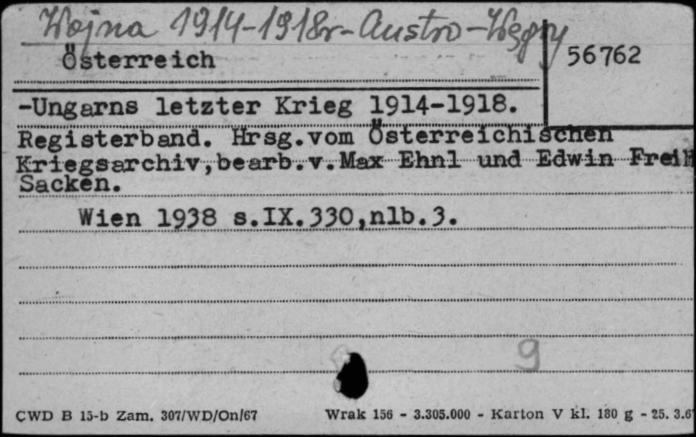 Wojna 1914-1918r-Austro-Węgry
56762
Österreich
-Ungarns letzter Krieg 1914-1918.
Registerband. Hrsg.vom Österreichischen
Kriegsarchiv,bearb.v.Max Ehnl und Edwin Freih
Sacken.
Wien 1938 s.IX.330,nlb.3.
9
CWD B 15-b Zam. 307/WD/On/67 Wrak 156 - 3.305.000 - Karton V kl. 180 g - 25. 3.67